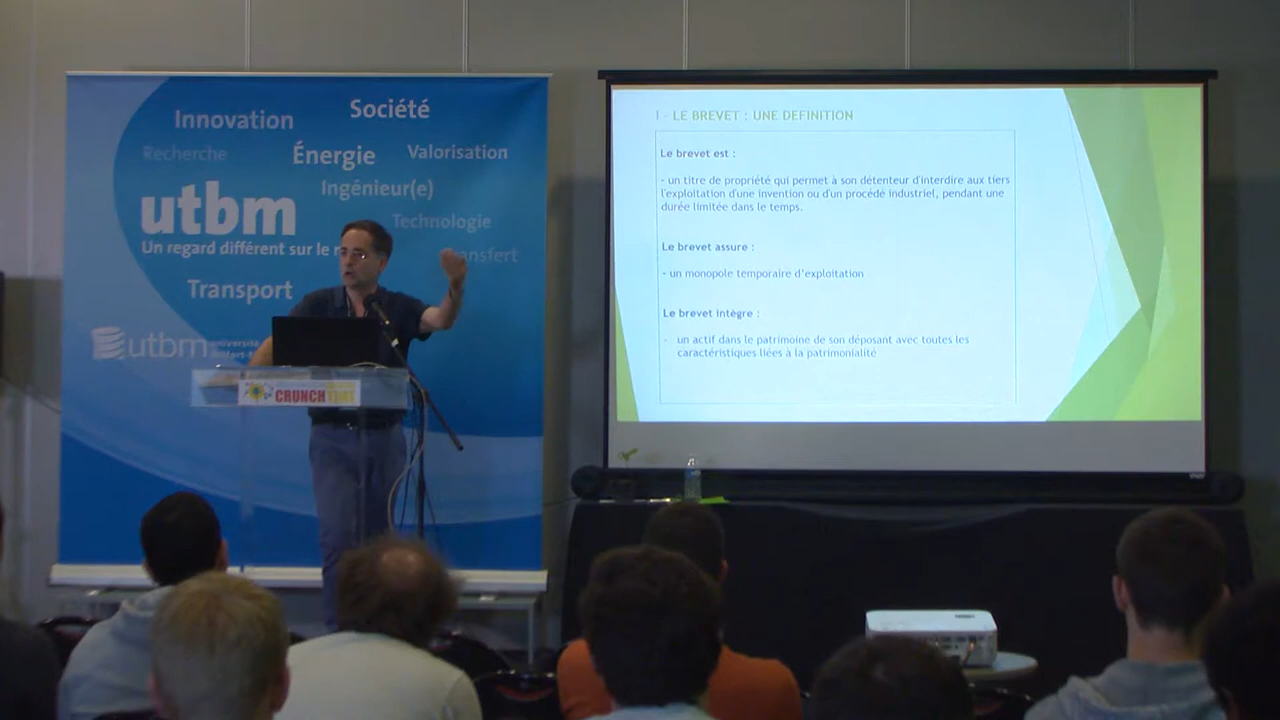 Société
Innovation
Recherche
Énergie
Valorisation
Ingénieur(e)
utbm
Technologie
Un regard différent sur le
Transport
utbm
université
CRUNCH TIME
I - LE BREVET : UNE DEFINITION
Le brevet est :
- un titre de propriété qui permet à son détenteur d'interdire aux tiers
l'exploitation d'une invention ou d'un procédé industriel, pendant une
durée limitée dans le temps.
Le brevet assure :
- un monopole temporaire d'exploitation
Le brevet intègre :
- un actif dans le patrimoine de son déposant avec toutes les
caractéristiques liées à la patrimonialité